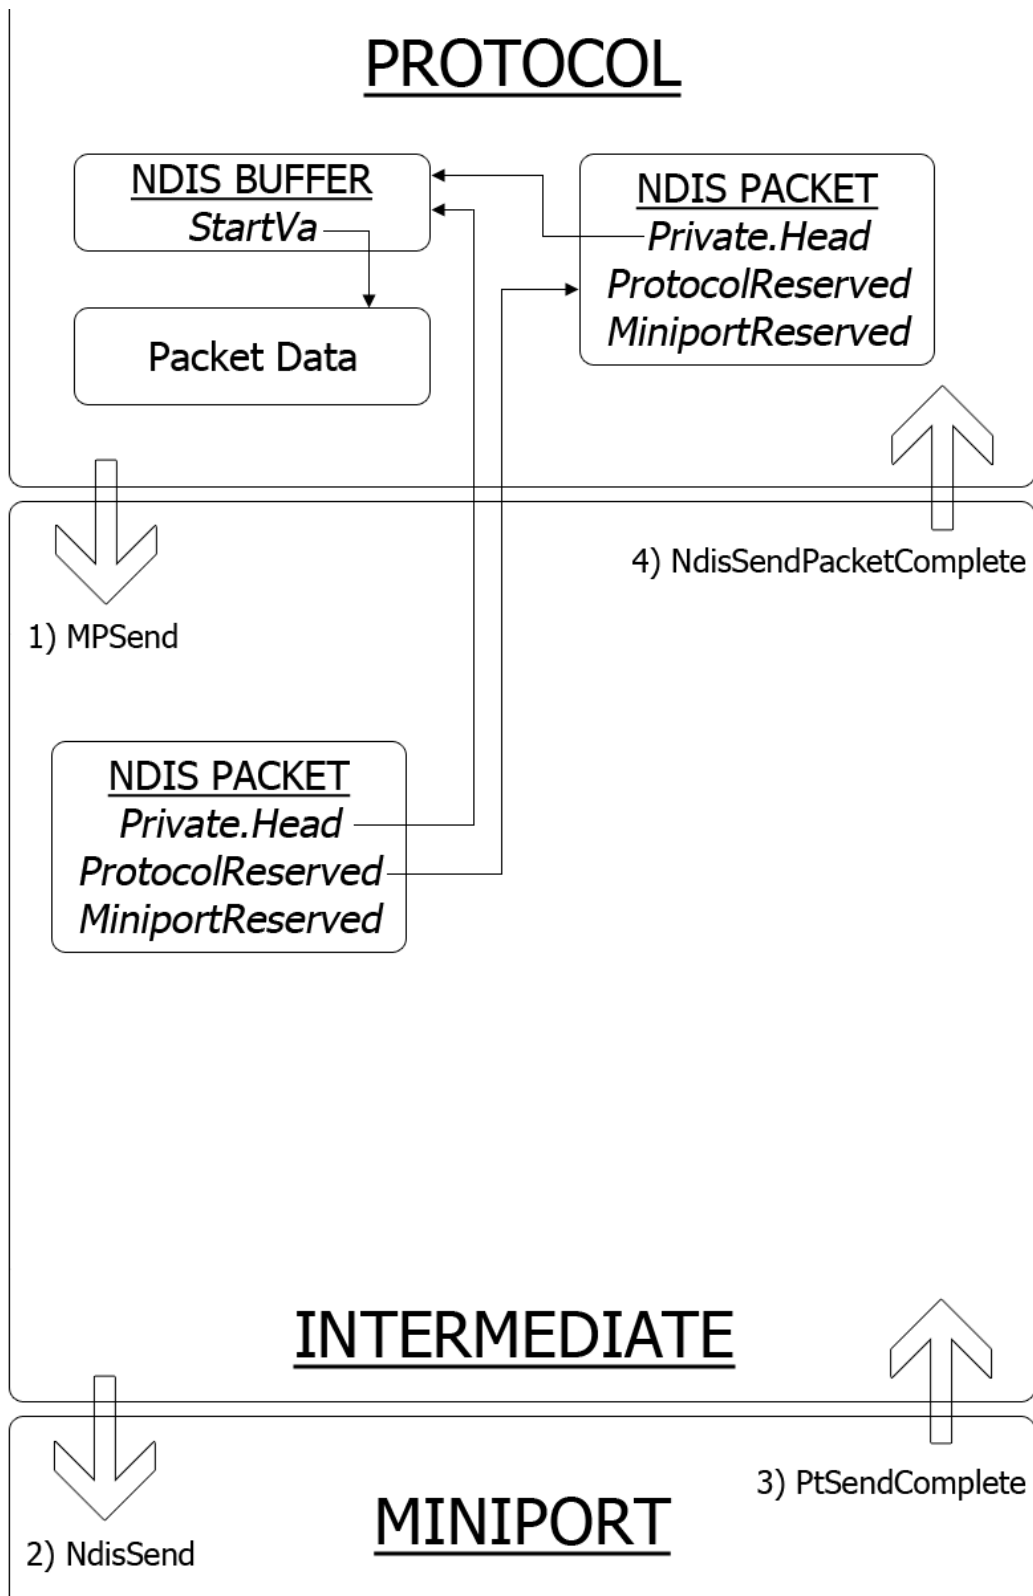 PROTOCOL
NDIS BUFFER
StartVa
Packet Data
NDIS PACKET
Private.Head
ProtocolReserved
MiniportReserved
4) NdisSendPacketComplete
1) MPSend
NDIS PACKET
Private.Head
ProtocolReserved
MiniportReserved
INTERMEDIATE
3) PtSendComplete
MINIPORT
2) NdisSend